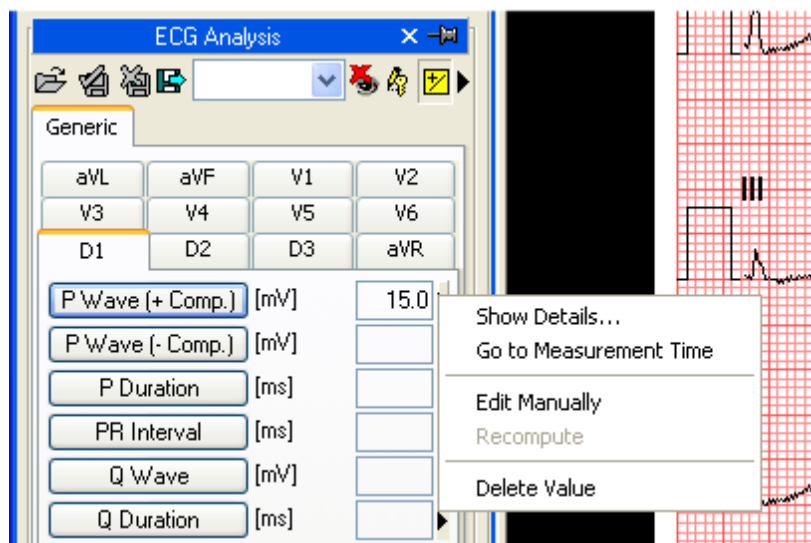 ECG Analysis
Generic
aVL aVF V1 V2
V3 V4 V5 V6
D1 D2 D3 aVR
P Wave (+ Comp.) [mV] 15.0
P Wave (- Comp.) [mV]
P Duration [ms]
PR Interval [ms]
Q Wave [mV]
Q Duration [ms]
Show Details...
Go to Measurement Time
Edit Manually
Recompute
Delete Value
III